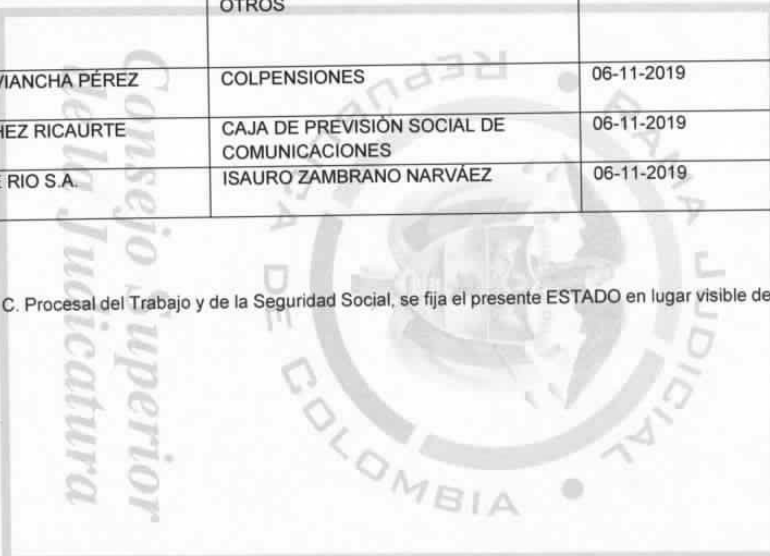 OTROS
VIANCHA PÉREZ COLPENSIONES 06-11-2019
HEZ RICAURTE CAJA DE PREVISIÓN SOCIAL DE COMUNICACIONES 06-11-2019
E RIO S.A. ISAURO ZAMBRANO NARVÁEZ 06-11-2019
C. Procesal del Trabajo y de la Seguridad Social, se fija el presente ESTADO en lugar visible de
Consejo Superior
de la Judicatura
REPUBLICA DE COLOMBIA
RAMA JUDICIAL